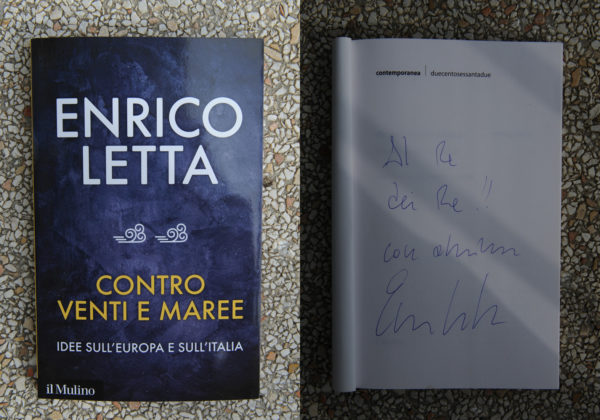 ENRICO
LETTA
CONTRO
VENTI E MAREE
IDEE SULL'EUROPA E SULL'ITALIA
il Mulino
contemporanea | duecentosessantadue
Al Re
dei Re !!
con